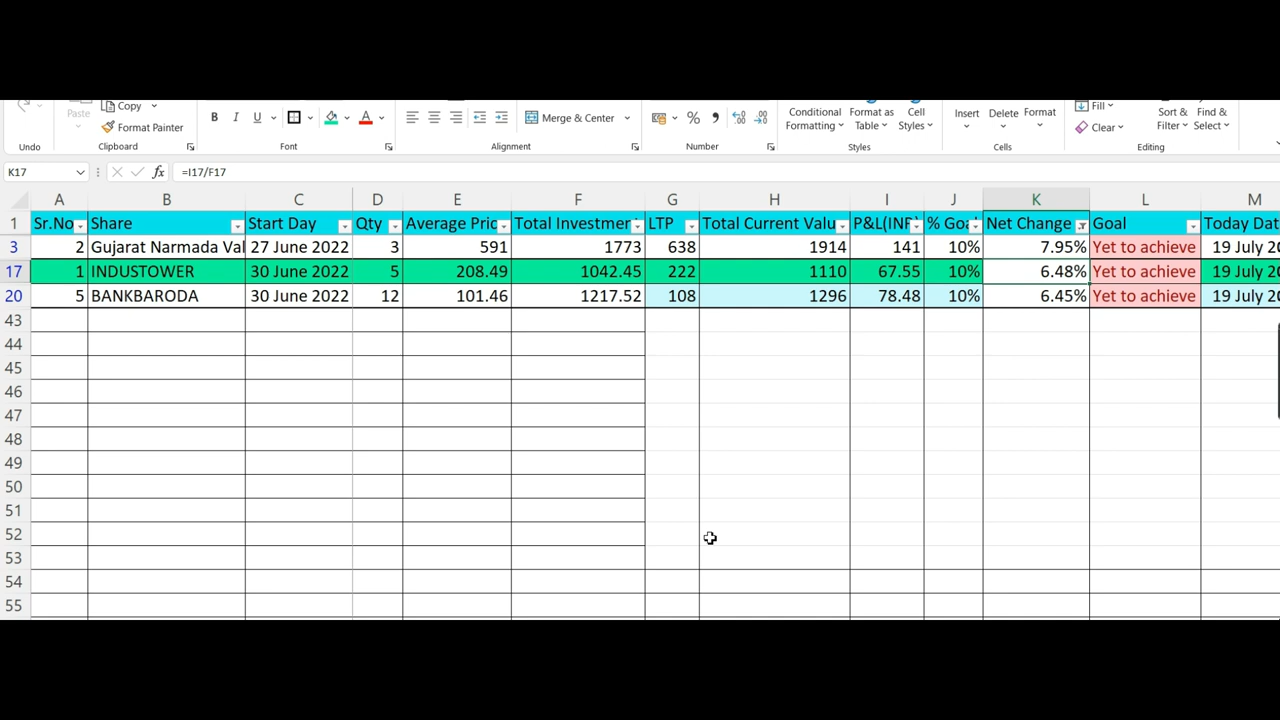 Copy
Paste
Format Painter
B I U A
Merge & Center
%
Conditional Formatting
Format as Table
Cell Styles
Insert Delete Format
Fill
Clear
Sort & Filter
Find & Select
Undo Clipboard Font Alignment Number Styles Cells Editing
K17 fx =I17/F17
A B C D E F G H I J K L M
1 Sr.No Share Start Day Qty Average Pric Total Investmen LTP Total Current Valu P&L(INR) % Goa Net Change Goal Today Dat
3 2 Gujarat Narmada Val 27 June 2022 3 591 1773 638 1914 141 10% 7.95% Yet to achieve 19 July 20
17 1 INDUSTOWER 30 June 2022 5 208.49 1042.45 222 1110 67.55 10% 6.48% Yet to achieve 19 July 20
20 5 BANKBARODA 30 June 2022 12 101.46 1217.52 108 1296 78.48 10% 6.45% Yet to achieve 19 July 20
43
44
45
46
47
48
49
50
51
52
53
54
55